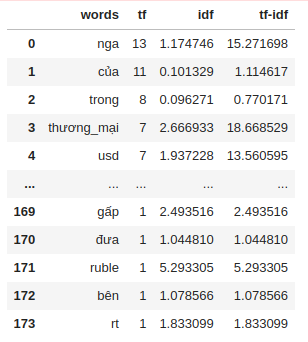 words tf idf tf-idf
0 nga 13 1.174746 15.271698
1 của 11 0.101329 1.114617
2 trong 8 0.096271 0.770171
3 thương_mại 7 2.666933 18.668529
4 usd 7 1.937228 13.560595
... ... ... ... ...
169 gấp 1 2.493516 2.493516
170 đưa 1 1.044810 1.044810
171 ruble 1 5.293305 5.293305
172 bên 1 1.078566 1.078566
173 rt 1 1.833099 1.833099